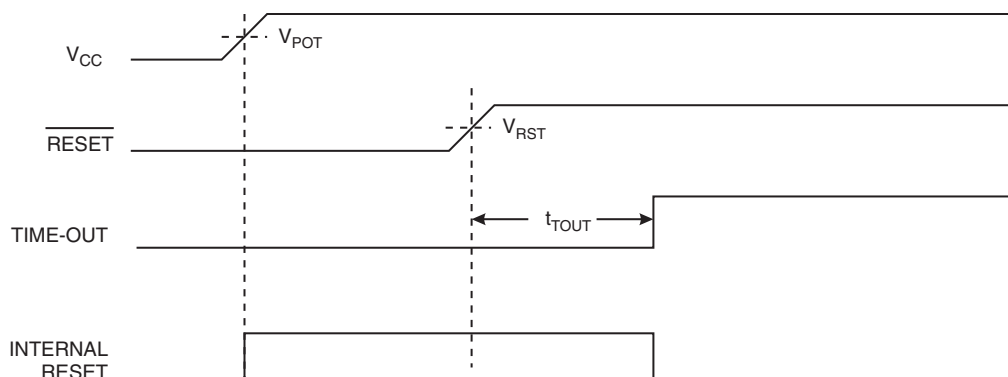 VCC
VPOT
RESET
VRST
TIME-OUT
tTOUT
INTERNAL
RESET